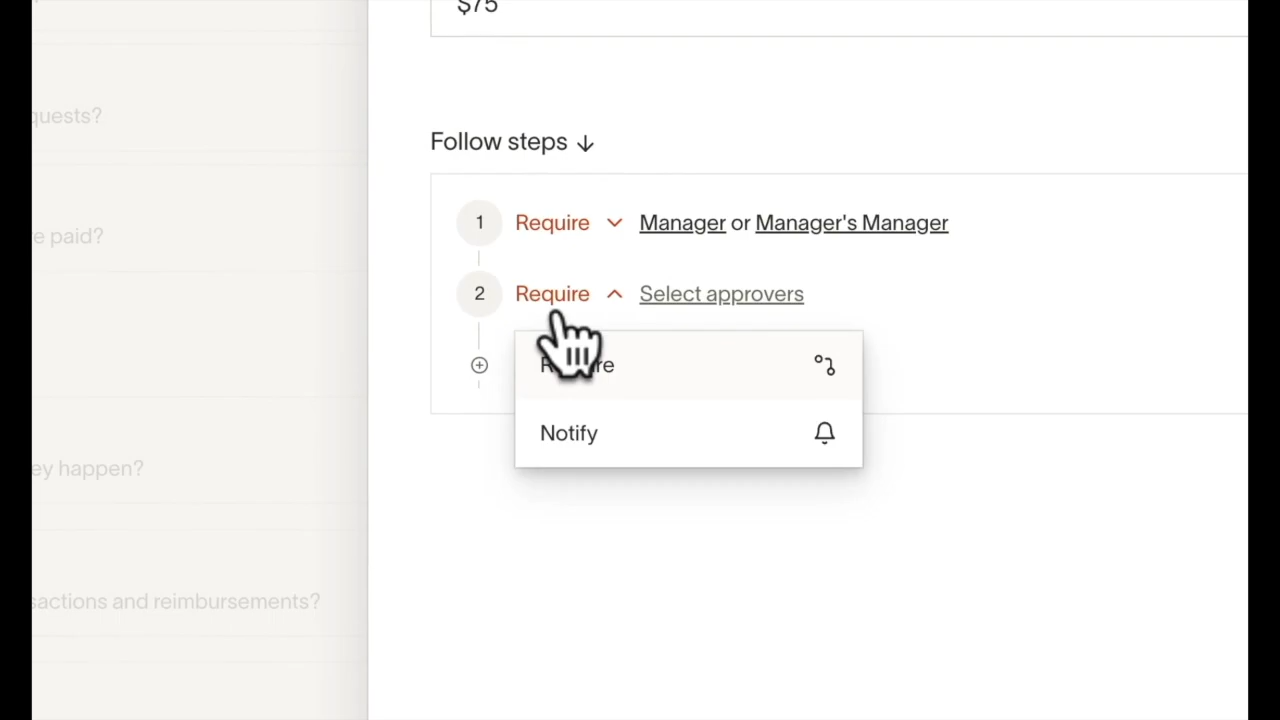 $75
quests?
Follow steps
1 Require Manager or Manager's Manager
e paid?
2 Require Select approvers
Notify
ey happen?
sactions and reimbursements?